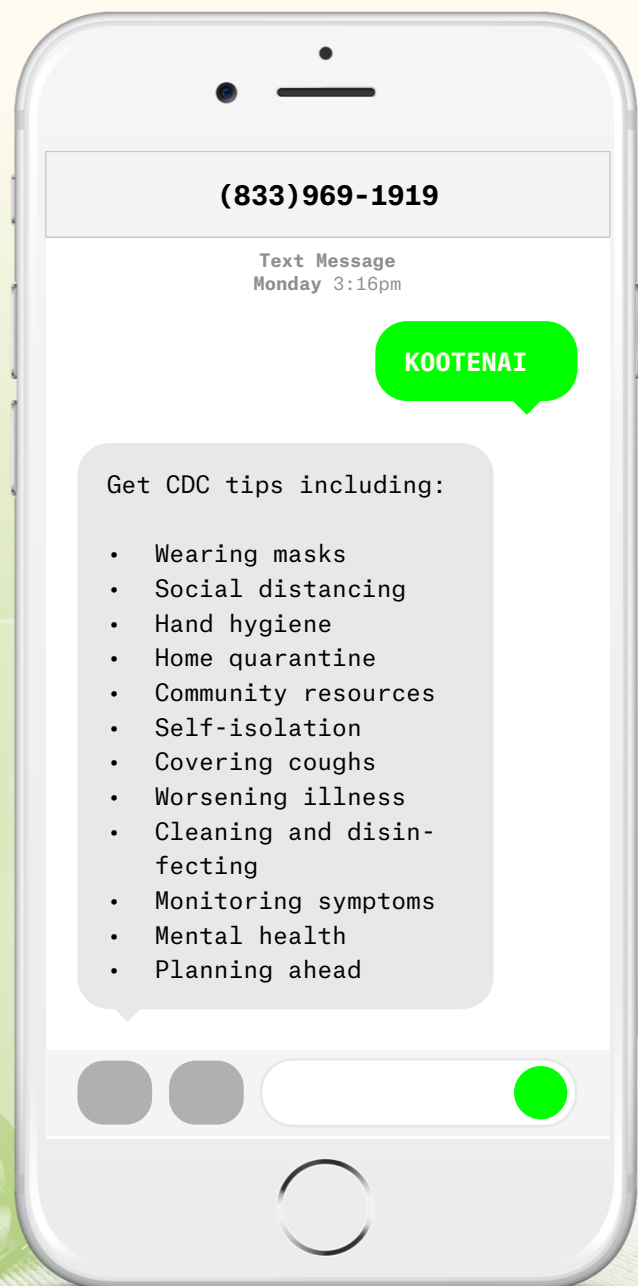 (833)969-1919
Text Message
Monday 3:16pm
KOOTENAI
Get CDC tips including:
• Wearing masks
• Social distancing
• Hand hygiene
• Home quarantine
• Community resources
• Self-isolation
• Covering coughs
• Worsening illness
• Cleaning and disin-
fecting
• Monitoring symptoms
• Mental health
• Planning ahead